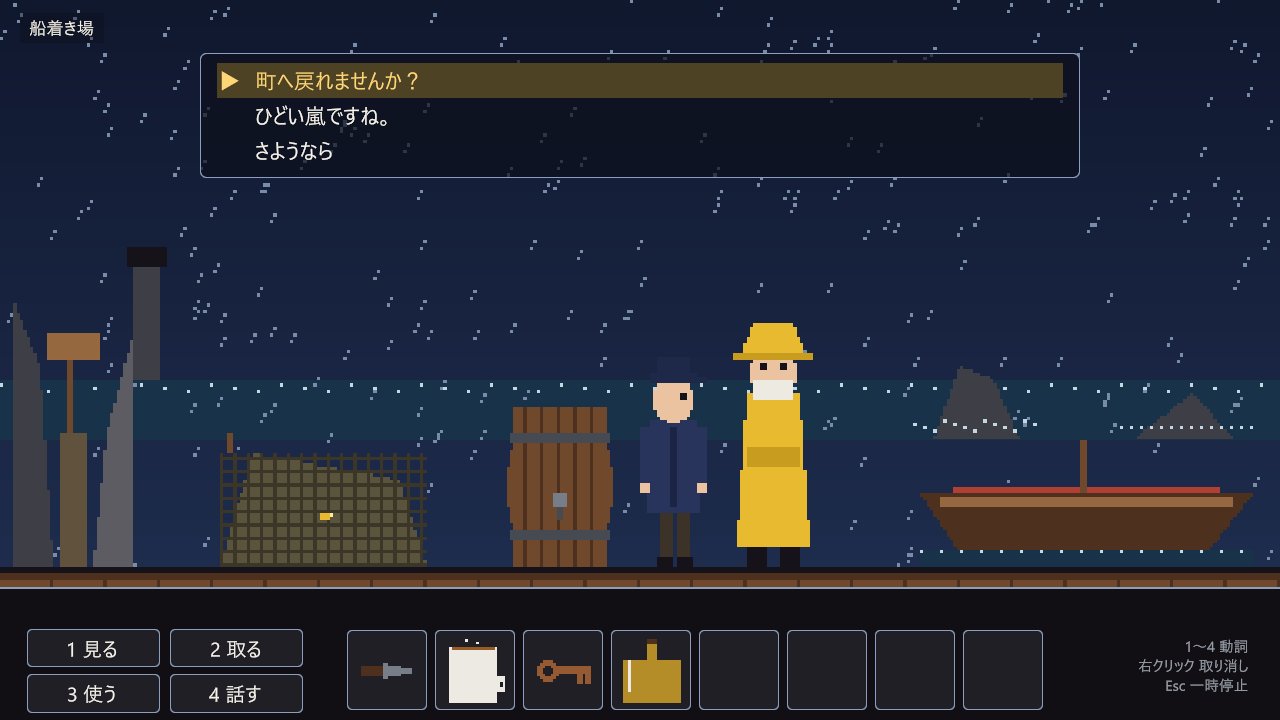 船着き場
▶ 町へ戻れませんか？
ひどい嵐ですね。
さようなら
1 見る
2 取る
3 使う
4 話す
1〜4 動詞
右クリック 取り消し
Esc 一時停止